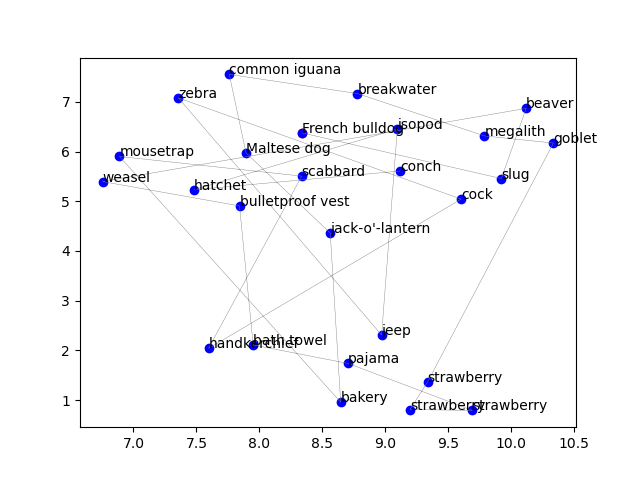 common iguana
zebra
breakwater
beaver
French bulldog
isopod
megalith
goblet
mousetrap
Maltese dog
scabbard
conch
slug
weasel
hatchet
bulletproof vest
cock
jack-o'-lantern
jeep
handkerchief
bath towel
pajama
strawberry
bakery
strawberry
strawberry
7
6
5
4
3
2
1
7.0 7.5 8.0 8.5 9.0 9.5 10.0 10.5